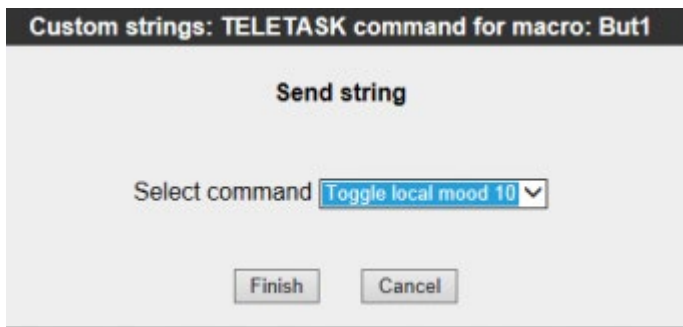 Custom strings: TELETASK command for macro: But1
Send string
Select command Toggle local mood 10
Finish Cancel